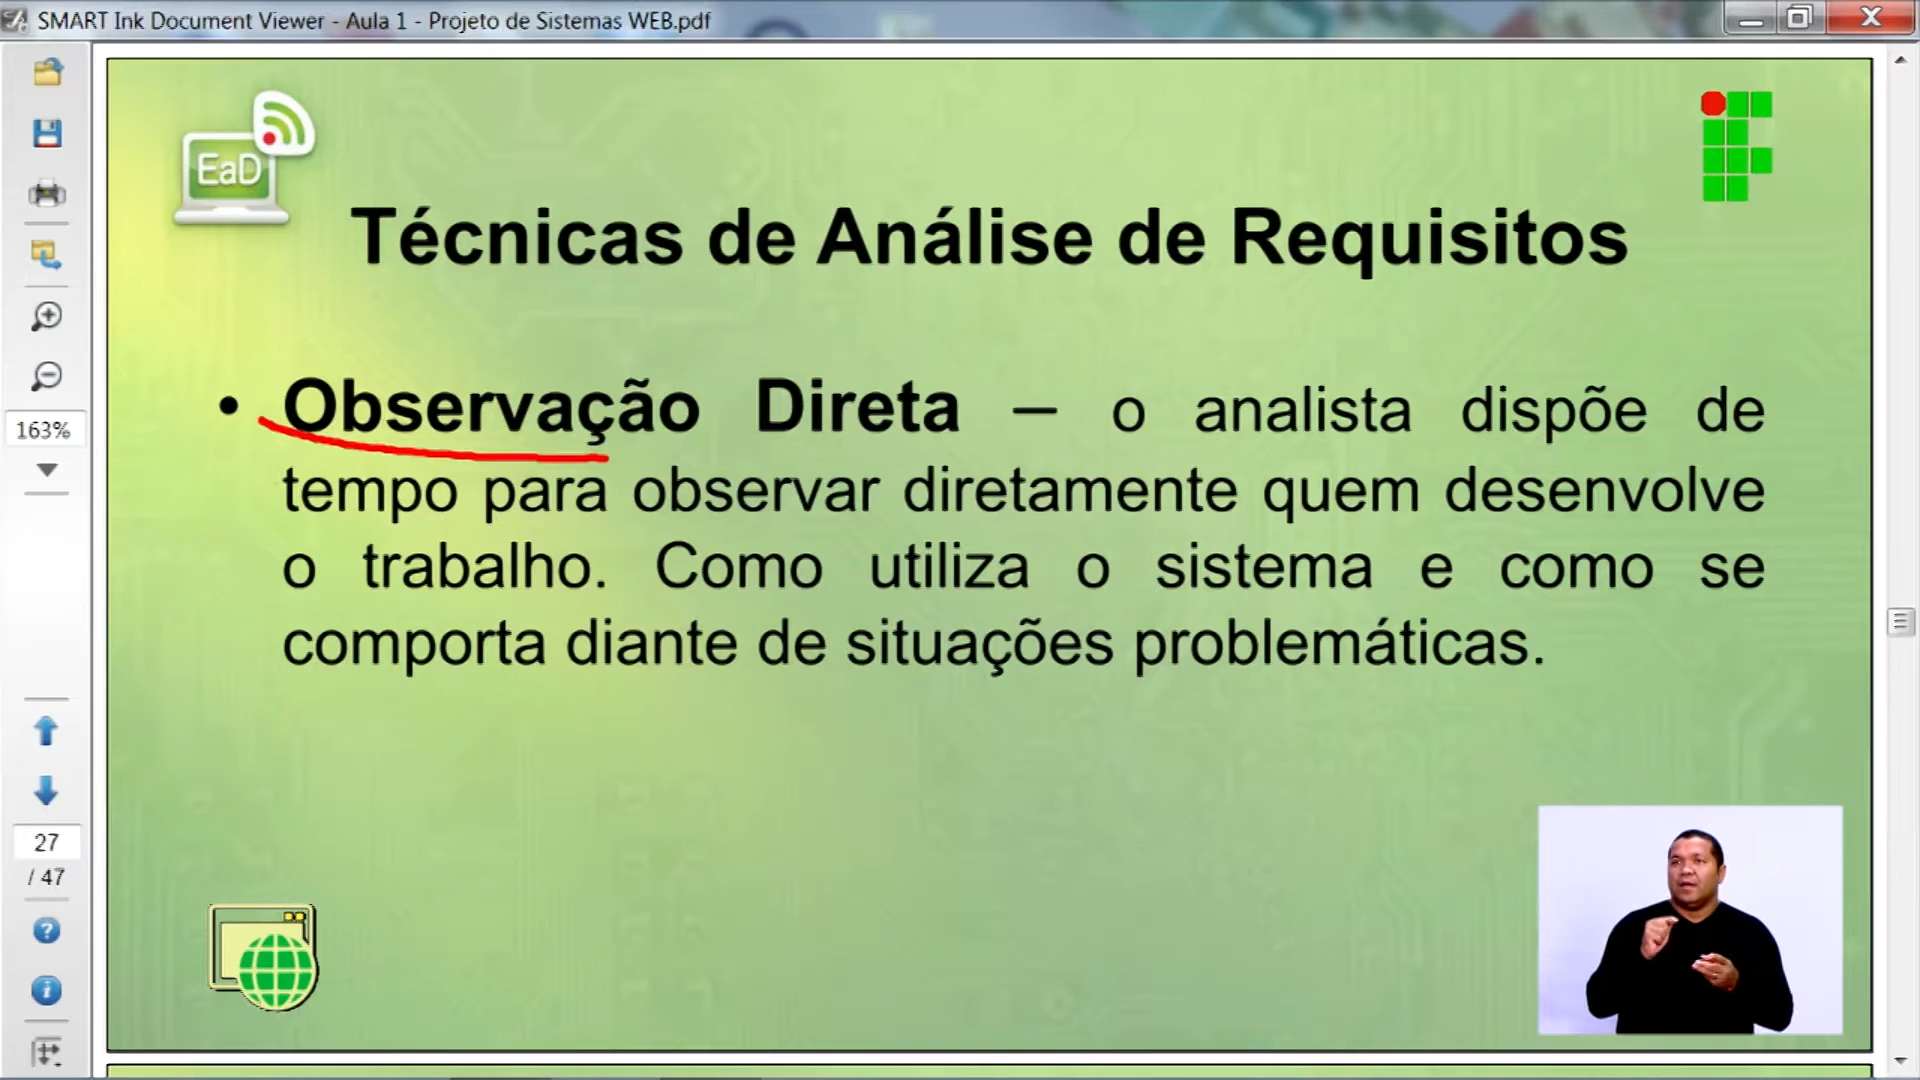 SMART Ink Document Viewer - Aula 1 - Projeto de Sistemas WEB.pdf
EaD
Técnicas de Análise de Requisitos
• Observação Direta – o analista dispõe de
tempo para observar diretamente quem desenvolve
o trabalho. Como utiliza o sistema e como se
comporta diante de situações problemáticas.
163%
27
/ 47